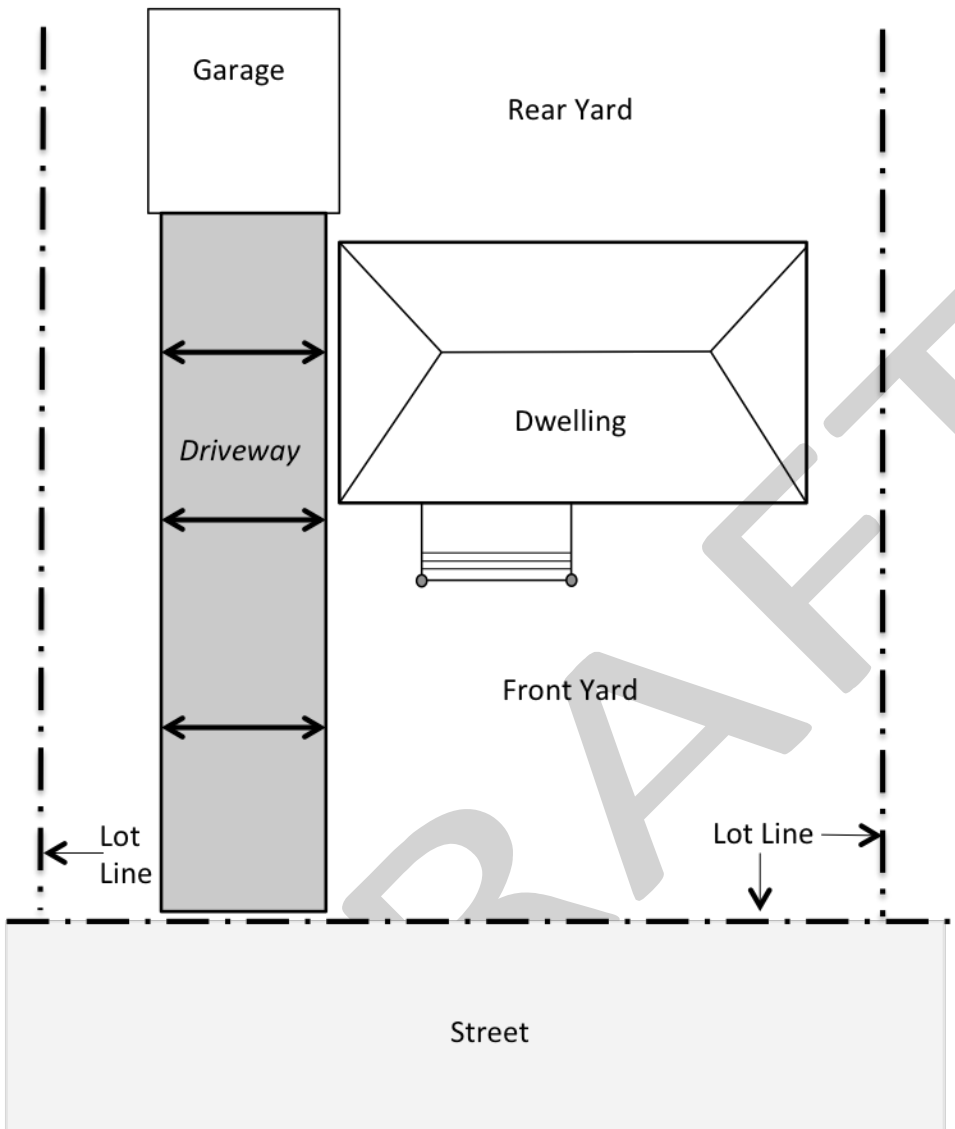 Garage
Rear Yard
Dwelling
Driveway
Front Yard
Lot
Line
Lot Line
Street
DRAFT